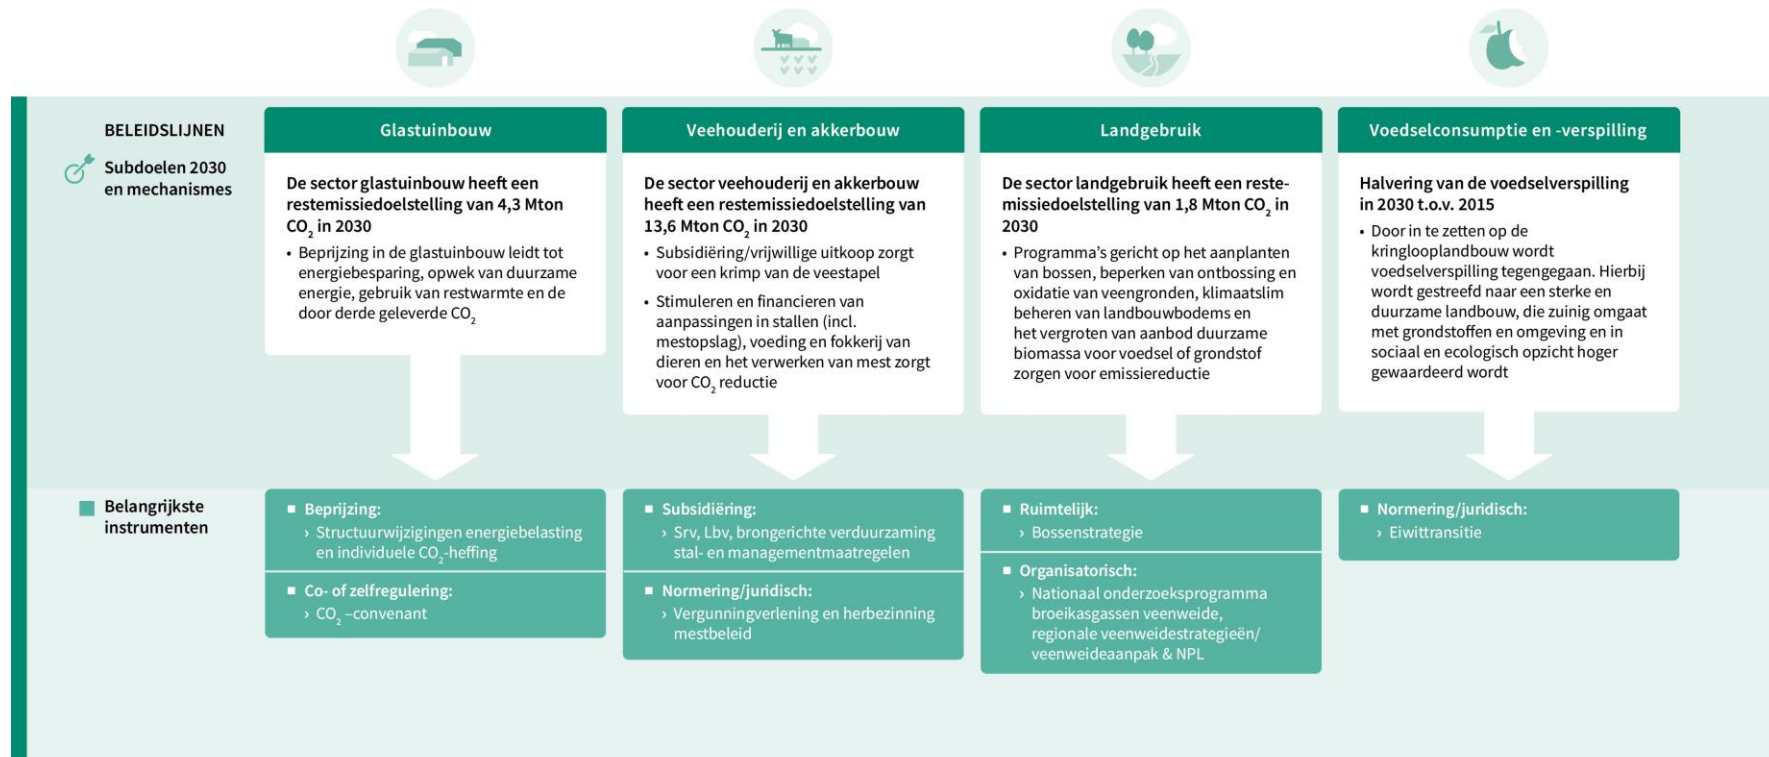 BELEIDSLIJNEN
Subdoelen 2030
en mechanismes
Glastuinbouw
De sector glastuinbouw heeft een
restemissiedoelstelling van 4,3 Mton
CO₂ in 2030
• Beprijzing in de glastuinbouw leidt tot
energiebesparing, opwek van duurzame
energie, gebruik van restwarmte en de
door derde geleverde CO₂
Veehouderij en akkerbouw
De sector veehouderij en akkerbouw
heeft een restemissiedoelstelling van
13,6 Mton CO₂ in 2030
• Subsidiëring/vrijwillige uitkoop zorgt
voor een krimp van de veestapel
• Stimuleren en financieren van
aanpassingen in stallen (incl.
mestopslag), voeding en fokkerij van
dieren en het verwerken van mest zorgt
voor CO₂ reductie
Landgebruik
De sector landgebruik heeft een reste-
missiedoelstelling van 1,8 Mton CO₂ in
2030
• Programma’s gericht op het aanplanten
van bossen, beperken van ontbossing en
oxidatie van veengronden, klimaatslim
beheren van landbouwbodems en
het vergroten van aanbod duurzame
biomassa voor voedsel of grondstof
zorgen voor emissiereductie
Voedselconsumptie en -verspilling
Halvering van de voedselverspilling
in 2030 t.o.v. 2015
• Door in te zetten op de
kringlooplandbouw wordt
voedselverspilling tegengegaan. Hierbij
wordt gestreefd naar een sterke en
duurzame landbouw, die zuinig omgaat
met grondstoffen en omgeving en in
sociaal en ecologisch opzicht hoger
gewaardeerd wordt
Belangrijkste
instrumenten
■ Beprijzing:
› Structuurwijzigingen energiebelasting
en individuele CO₂-heffing
■ Co- of zelfregulering:
› CO₂ –convenant
■ Subsidiëring:
› Srv, Lbv, brongerichte verduurzaming
stal- en managementmaatregelen
■ Normering/juridisch:
› Vergunningverlening en herbezinning
mestbeleid
■ Ruimtelijk:
› Bossenstrategie
■ Organisatorisch:
› Nationaal onderzoeksprogramma
broeikasgassen veenweide,
regionale veenweidestrategieën/
veenweideaanpak & NPL
■ Normering/juridisch:
› Eiwittransitie